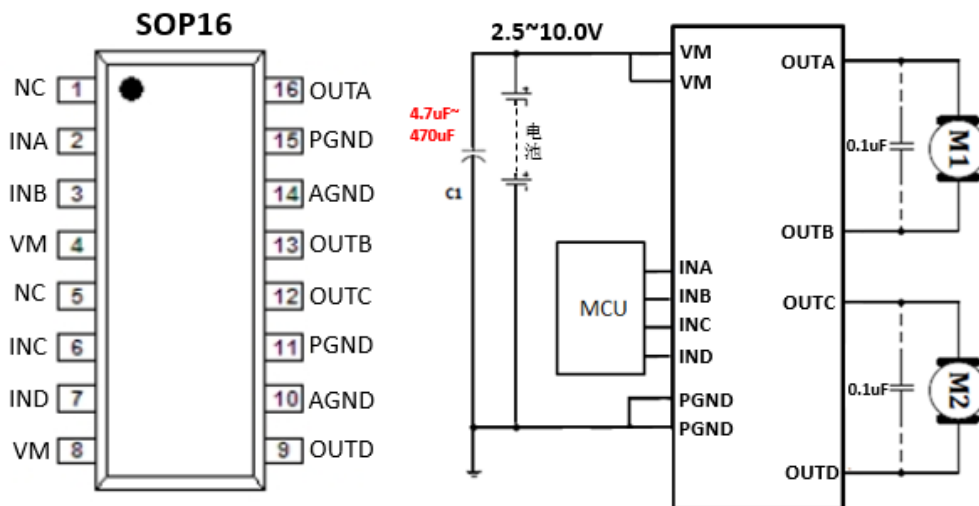 SOP16
NC 1
INA 2
INB 3
VM 4
NC 5
INC 6
IND 7
VM 8
16 OUTA
15 PGND
14 AGND
13 OUTB
12 OUTC
11 PGND
10 AGND
9 OUTD
2.5~10.0V
4.7uF~
470uF
C1
电池
MCU
VM
VM
INA
INB
INC
IND
PGND
PGND
OUTA
OUTB
OUTC
OUTD
0.1uF
M1
0.1uF
M2